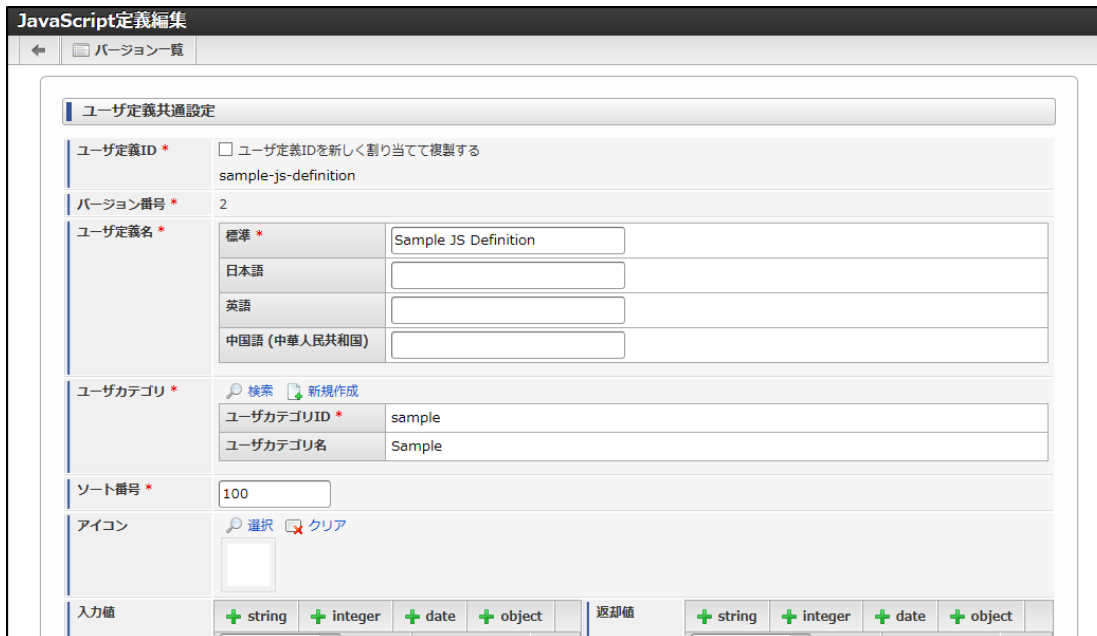 JavaScript定義編集
バージョン一覧
ユーザ定義共通設定
ユーザ定義ID *
ユーザ定義IDを新しく割り当てて複製する
sample-js-definition
バージョン番号 *
2
ユーザ定義名 *
標準 *
Sample JS Definition
日本語
英語
中国語 (中華人民共和国)
ユーザカテゴリ *
検索 新規作成
ユーザカテゴリID *
sample
ユーザカテゴリ名
Sample
ソート番号 *
100
アイコン
選択 クリア
入力値
string integer date object
返却値
string integer date object